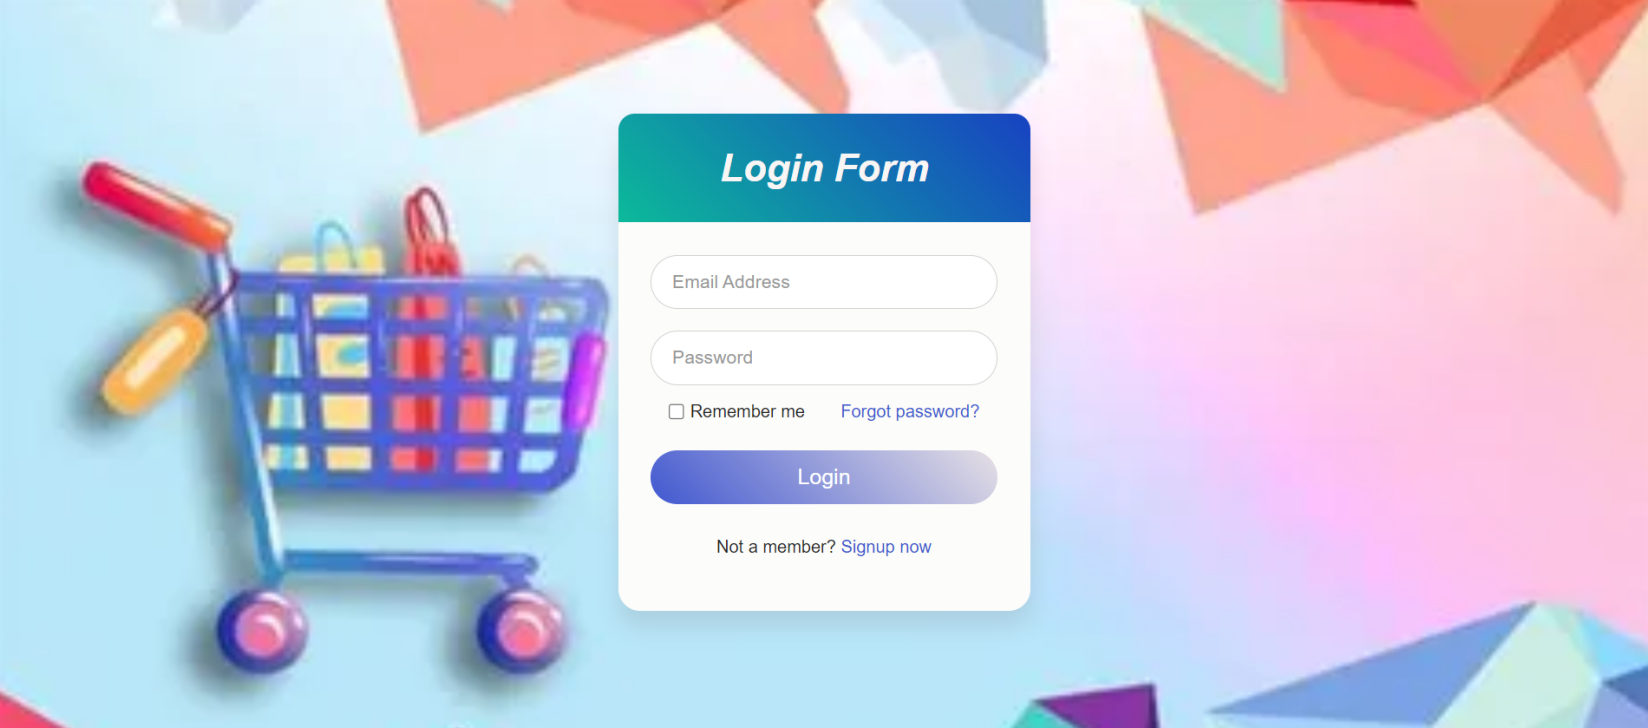 Login Form
Email Address
Password
Remember me Forgot password?
Login
Not a member? Signup now